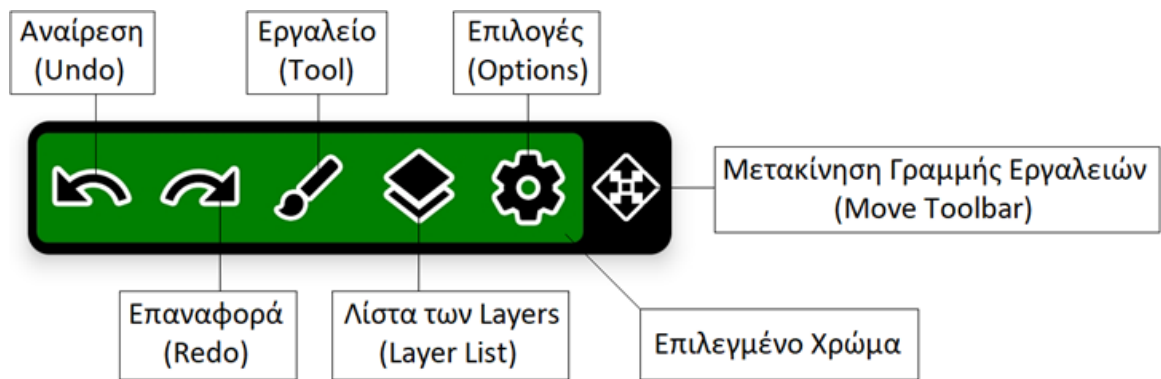 Αναίρεση
(Undo)
Εργαλείο
(Tool)
Επιλογές
(Options)
Μετακίνηση Γραμμής Εργαλειών
(Move Toolbar)
Επαναφορά
(Redo)
Λίστα των Layers
(Layer List)
Επιλεγμένο Χρώμα